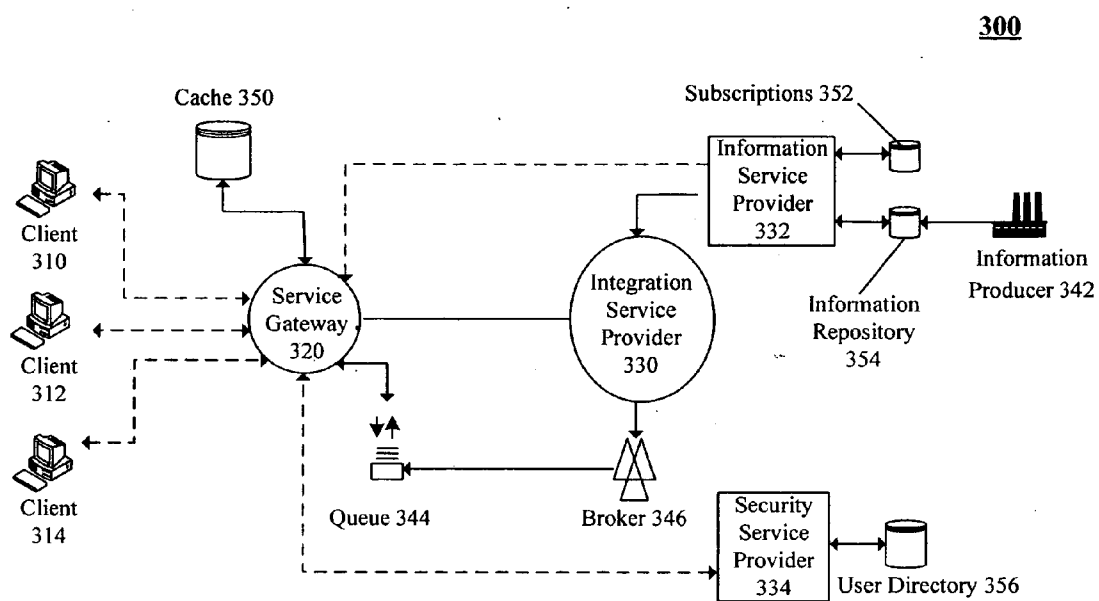 300
Cache 350
Subscriptions 352
Information
Service
Provider
332
Client
310
Information
Producer 342
Service
Gateway
320
Integration
Service
Provider
330
Information
Repository
354
Client
312
Client
314
Queue 344
Broker 346
Security
Service
Provider
334
User Directory 356